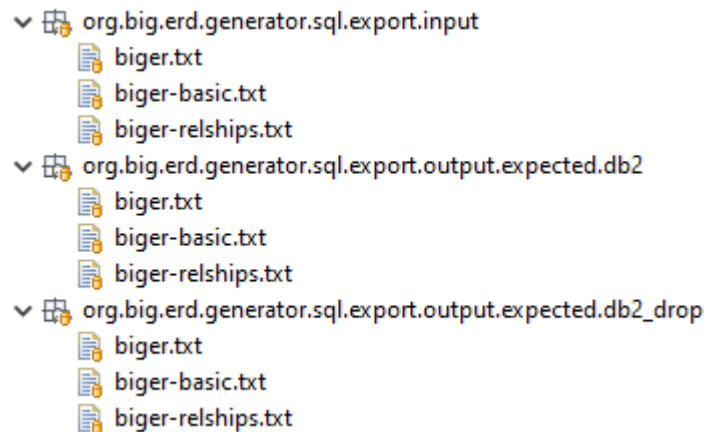 org.big.erd.generator.sql.export.input
biger.txt
biger-basic.txt
biger-relships.txt
org.big.erd.generator.sql.export.output.expected.db2
biger.txt
biger-basic.txt
biger-relships.txt
org.big.erd.generator.sql.export.output.expected.db2_drop
biger.txt
biger-basic.txt
biger-relships.txt